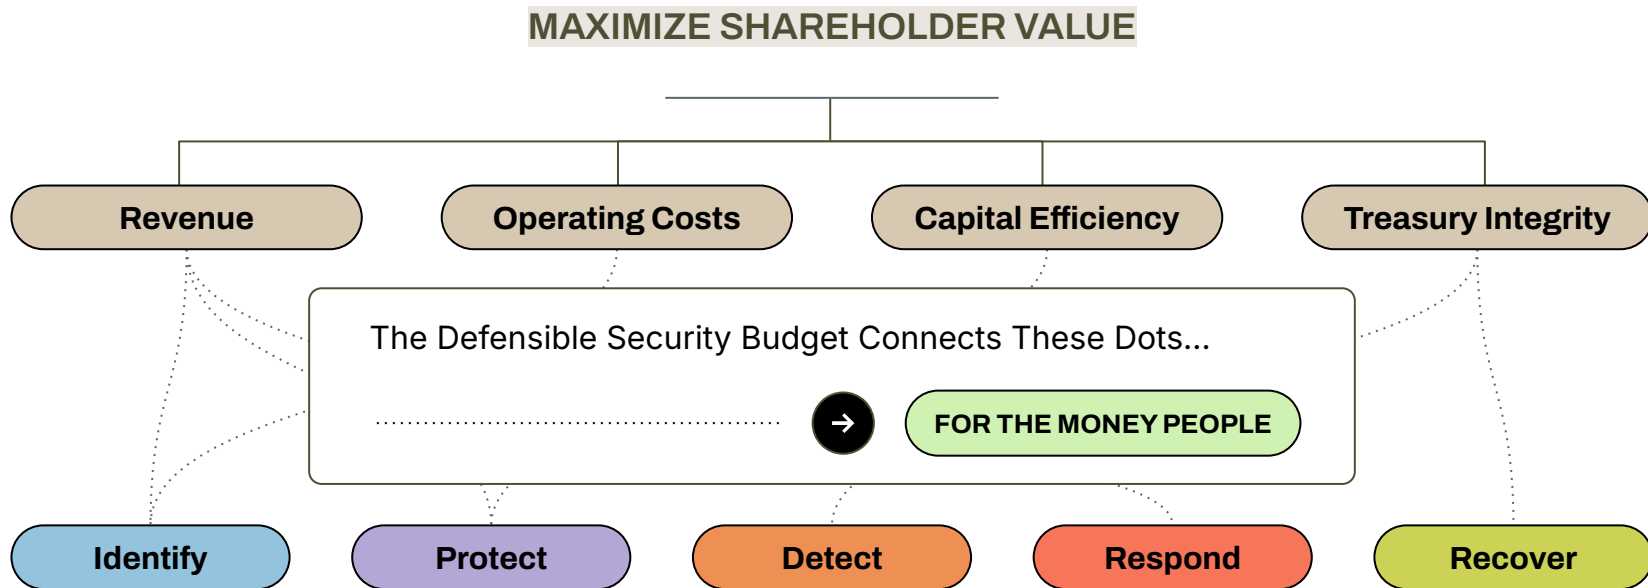 MAXIMIZE SHAREHOLDER VALUE
Revenue
Operating Costs
Capital Efficiency
Treasury Integrity
The Defensible Security Budget Connects These Dots...
FOR THE MONEY PEOPLE
Identify
Protect
Detect
Respond
Recover